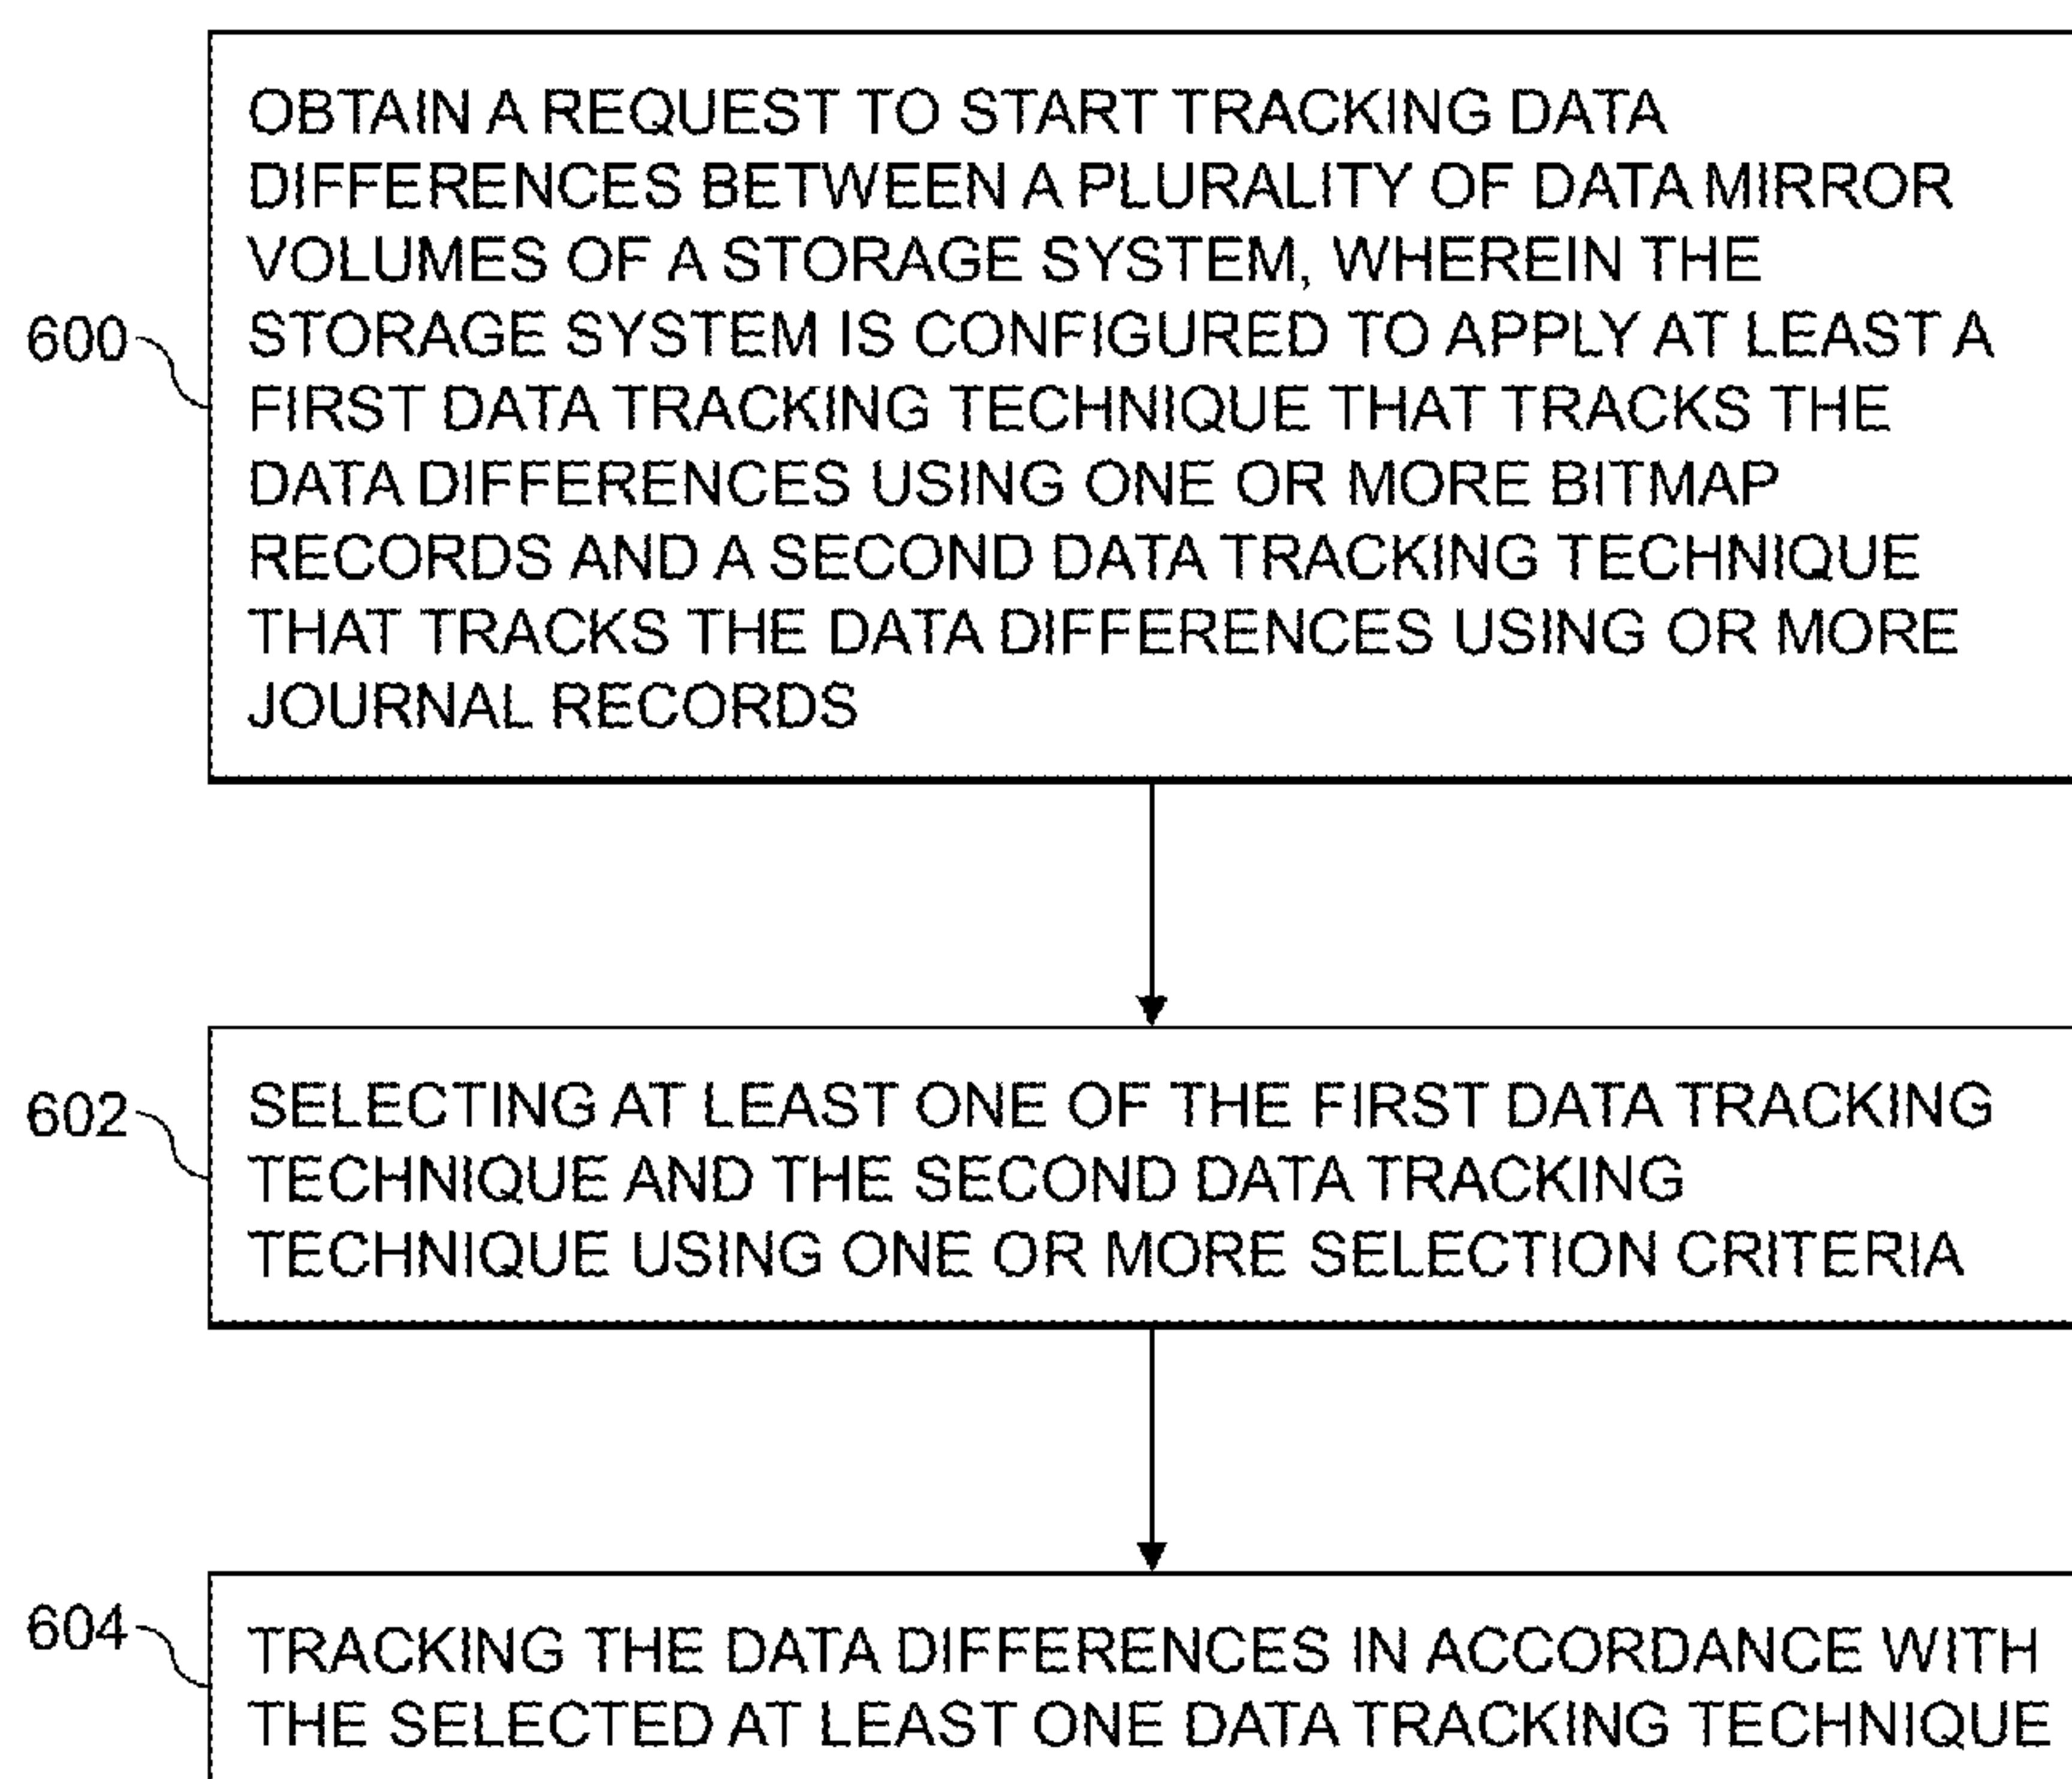 OBTAIN A REQUEST TO START TRACKING DATA
DIFFERENCES BETWEEN A PLURALITY OF DATA MIRROR
VOLUMES OF A STORAGE SYSTEM, WHEREIN THE
600 STORAGE SYSTEM IS CONFIGURED TO APPLY AT LEAST A
FIRST DATA TRACKING TECHNIQUE THAT TRACKS THE
DATA DIFFERENCES USING ONE OR MORE BITMAP
RECORDS AND A SECOND DATA TRACKING TECHNIQUE
THAT TRACKS THE DATA DIFFERENCES USING OR MORE
JOURNAL RECORDS
602 SELECTING AT LEAST ONE OF THE FIRST DATA TRACKING
TECHNIQUE AND THE SECOND DATA TRACKING
TECHNIQUE USING ONE OR MORE SELECTION CRITERIA
604 TRACKING THE DATA DIFFERENCES IN ACCORDANCE WITH
THE SELECTED AT LEAST ONE DATA TRACKING TECHNIQUE